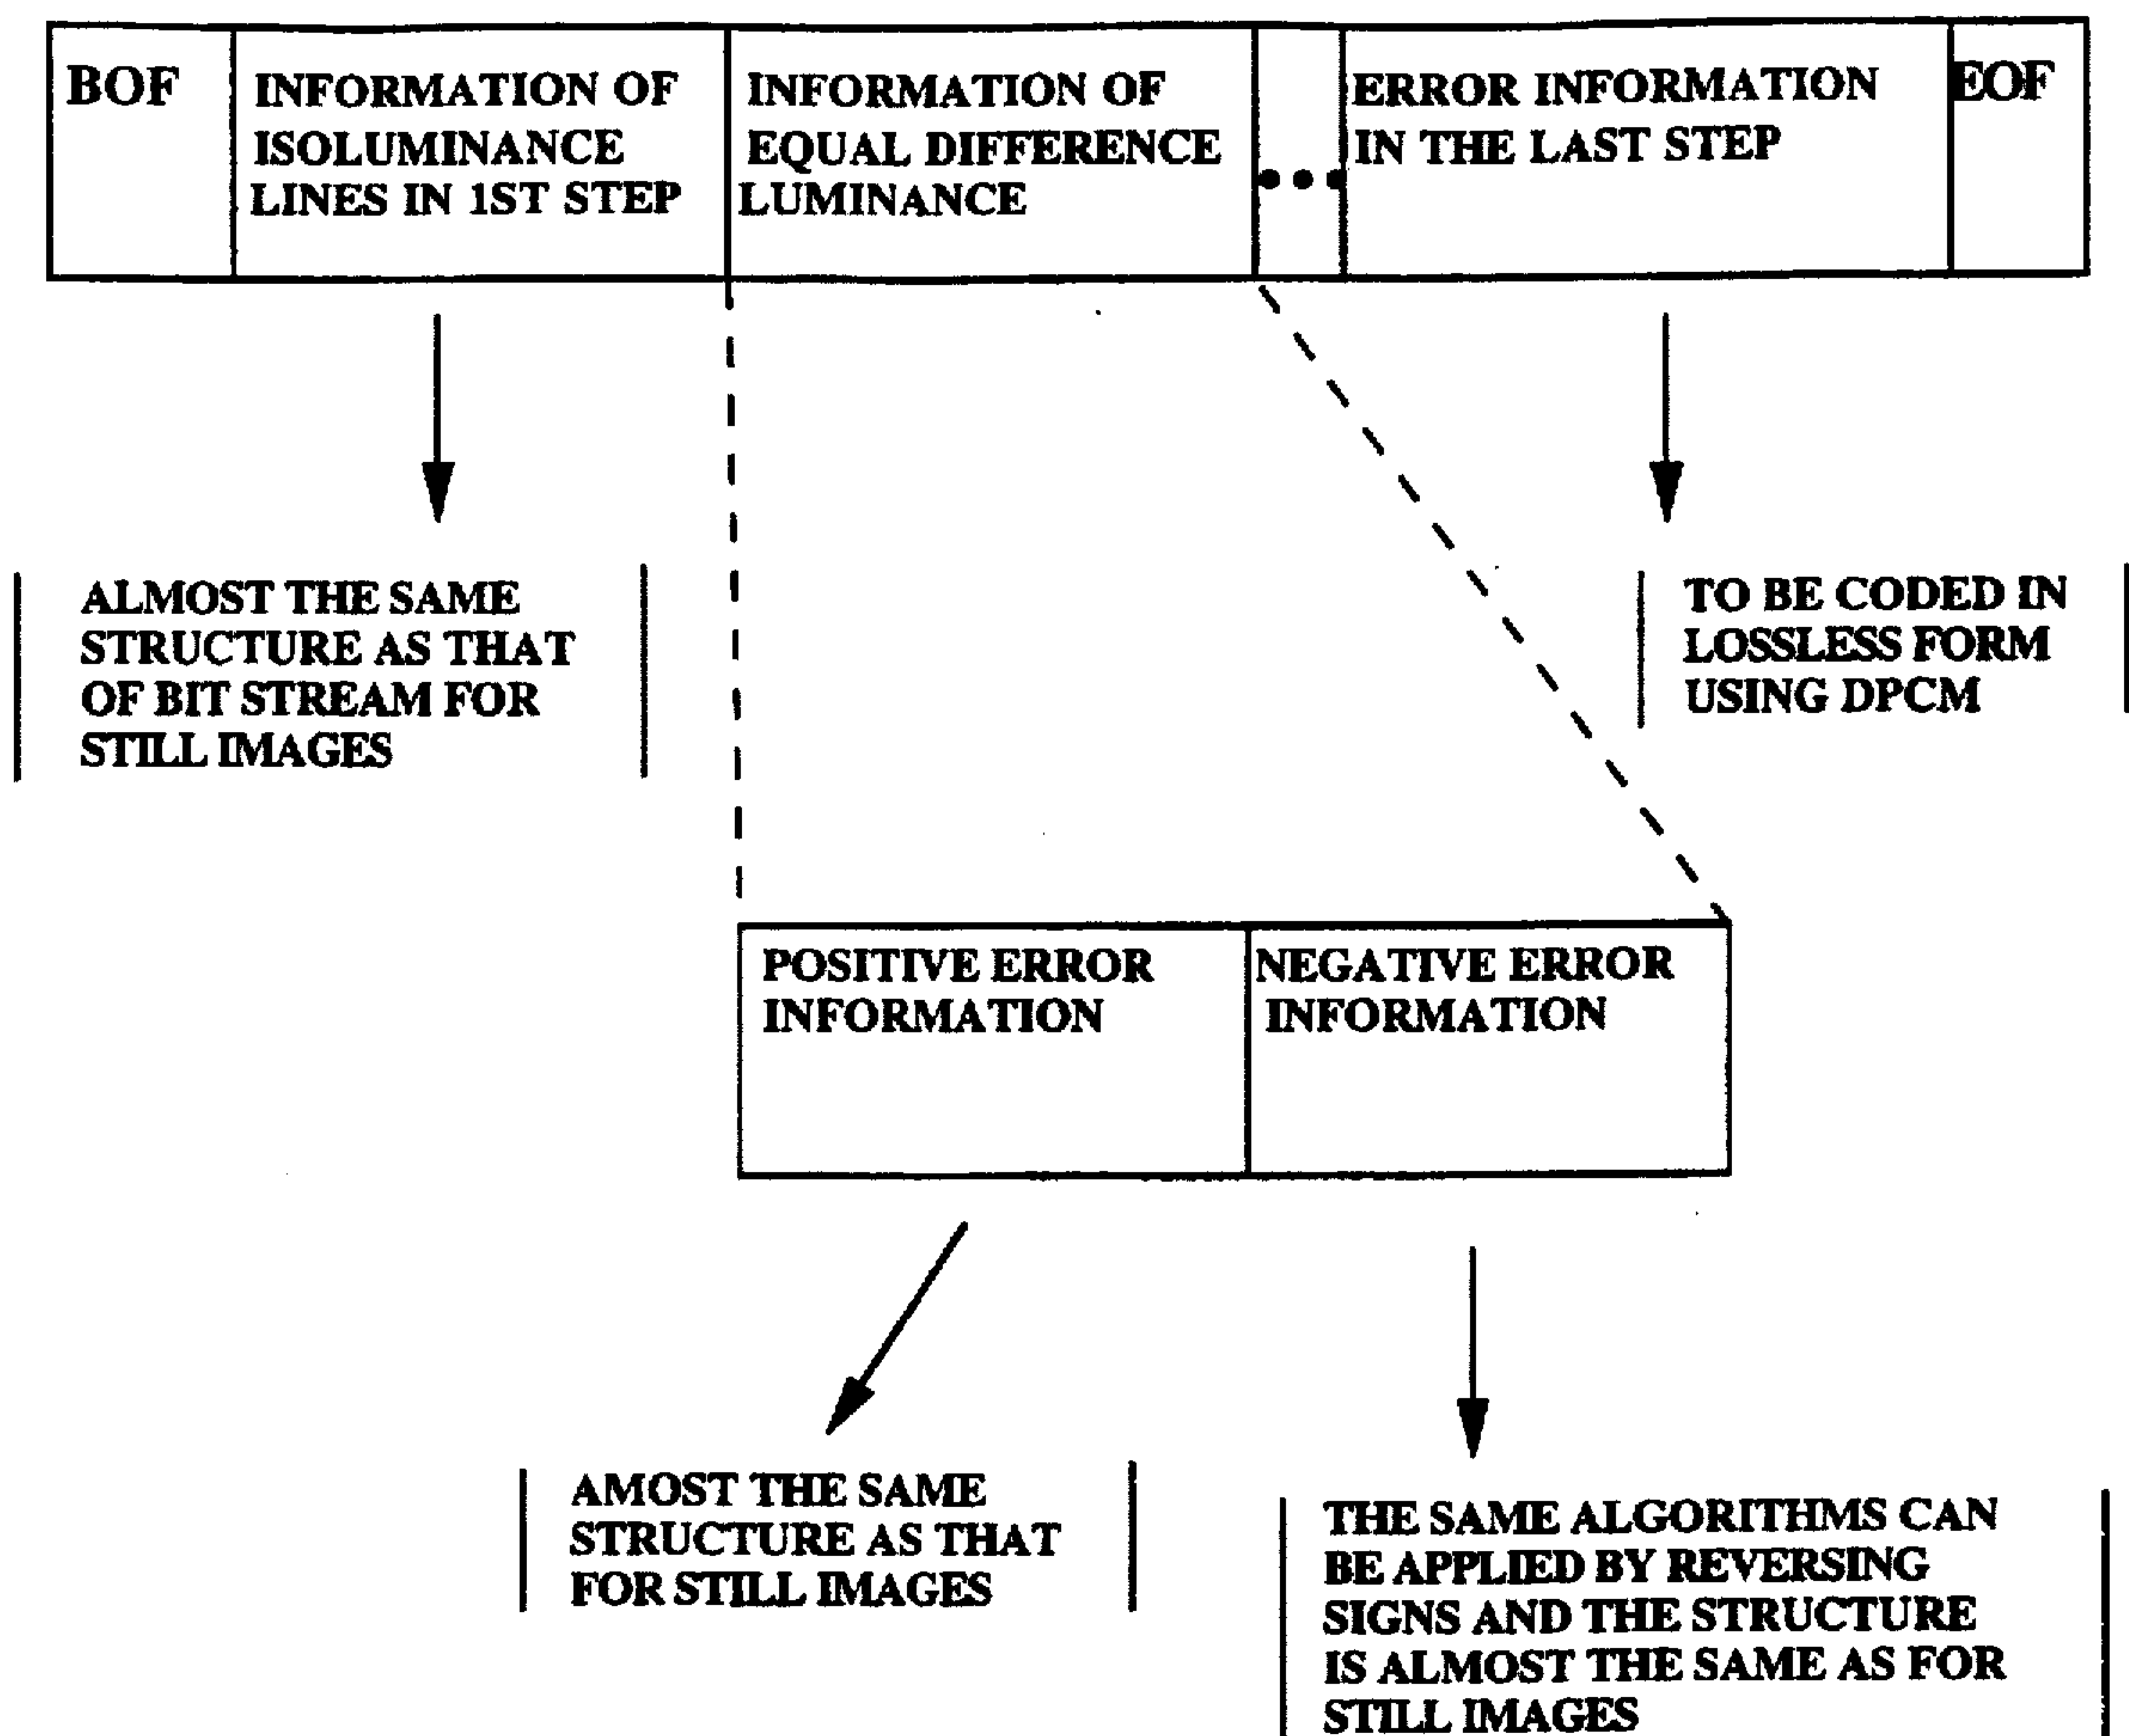 BOF
INFORMATION OF
ISOLUMINANCE
LINES IN 1ST STEP
INFORMATION OF
EQUAL DIFFERENCE
LUMINANCE
•••
ERROR INFORMATION
IN THE LAST STEP
EOF
ALMOST THE SAME
STRUCTURE AS THAT
OF BIT STREAM FOR
STILL IMAGES
TO BE CODED IN
LOSSLESS FORM
USING DPCM
POSITIVE ERROR
INFORMATION
NEGATIVE ERROR
INFORMATION
AMOST THE SAME
STRUCTURE AS THAT
FOR STILL IMAGES
THE SAME ALGORITHMS CAN
BE APPLIED BY REVERSING
SIGNS AND THE STRUCTURE
IS ALMOST THE SAME AS FOR
STILL IMAGES